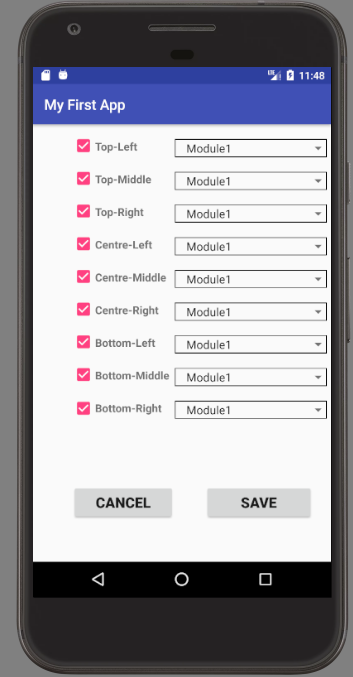 LTE 11:48
My First App
Top-Left Module1
Top-Middle Module1
Top-Right Module1
Centre-Left Module1
Centre-Middle Module1
Centre-Right Module1
Bottom-Left Module1
Bottom-Middle Module1
Bottom-Right Module1
CANCEL SAVE